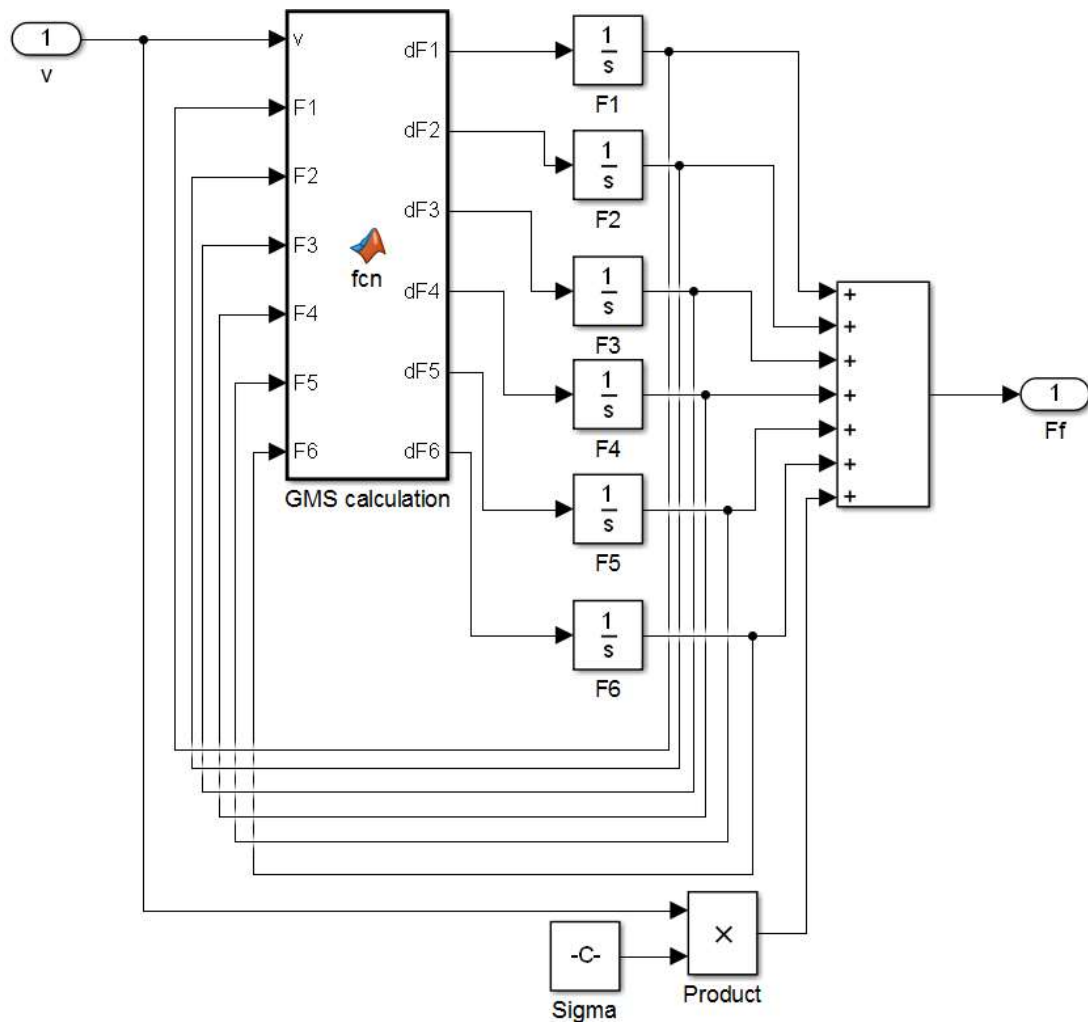 1
v
v
F1
F2
F3
F4
F5
F6
fcn
dF1
dF2
dF3
dF4
dF5
dF6
GMS calculation
1
s
F1
1
s
F2
1
s
F3
1
s
F4
1
s
F5
1
s
F6
+
+
+
+
+
+
+
1
Ff
-C-
Sigma
×
Product